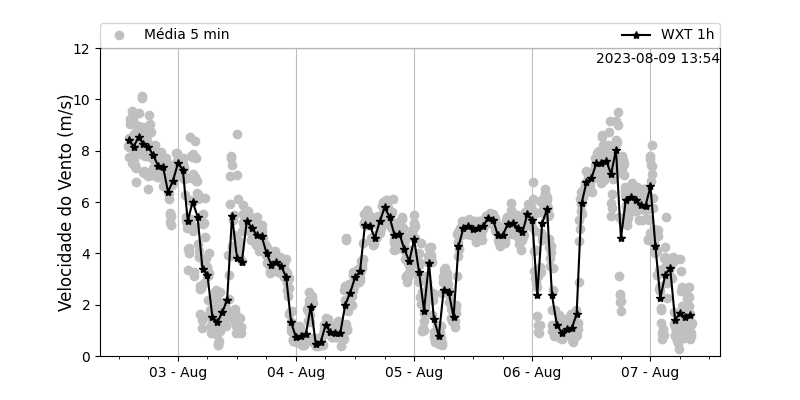 Média 5 min
WXT 1h
2023-08-09 13:54
Velocidade do Vento (m/s)
12
10
8
6
4
2
0
03 - Aug
04 - Aug
05 - Aug
06 - Aug
07 - Aug